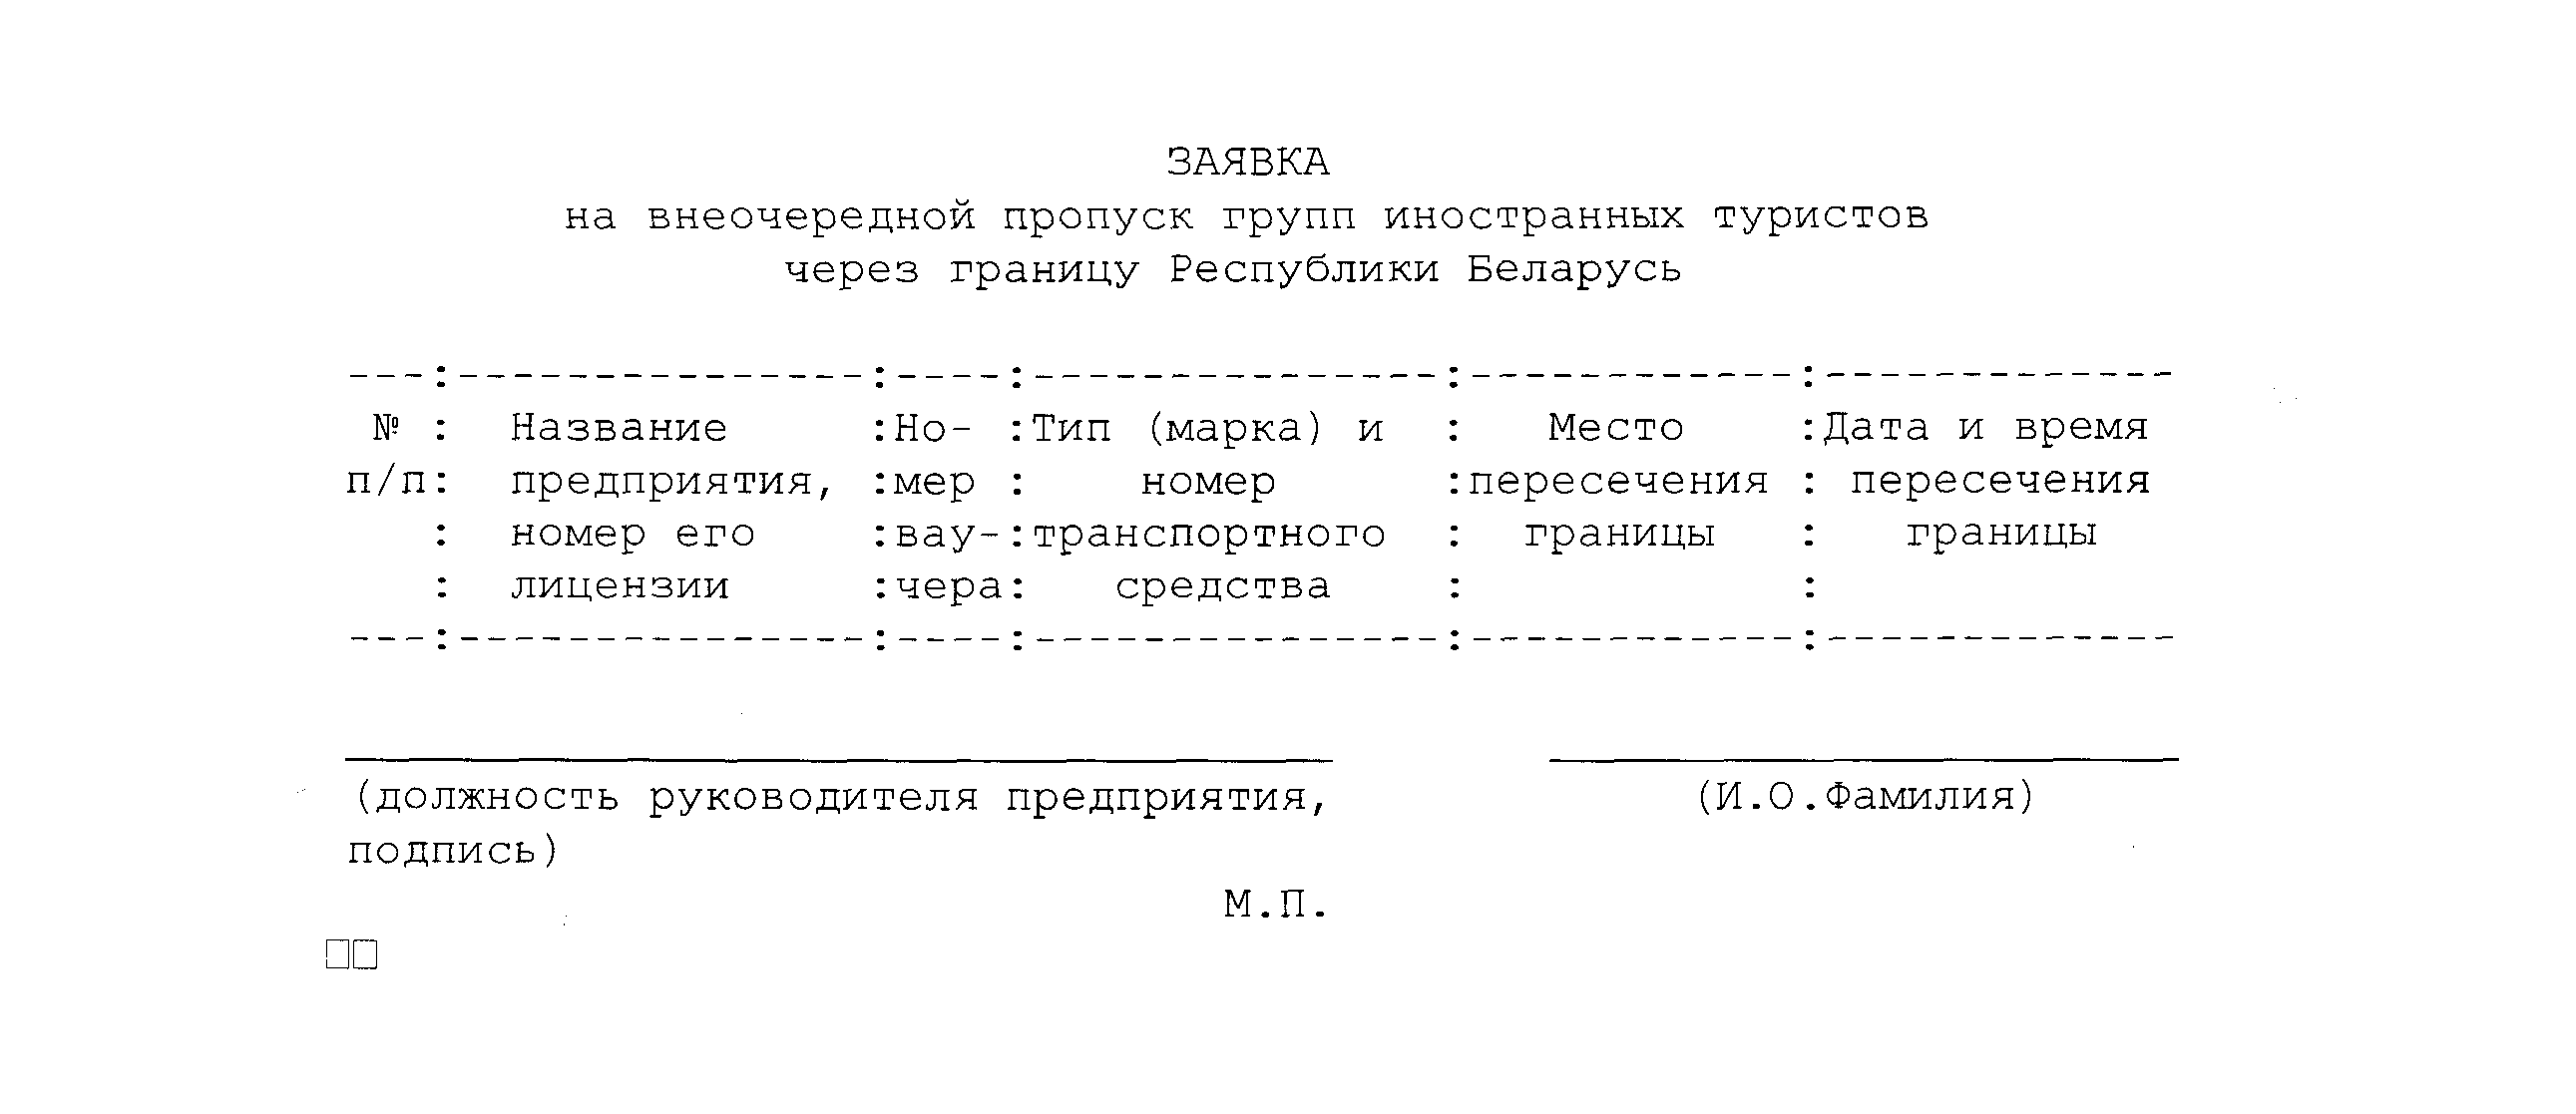 ЗАЯВКА
на внеочередной пропуск групп иностранных туристов
через границу Республики Беларусь
---:---------------:----:---------------:------------:-------------
№ : Название :Но- :Тип (марка) и : Место :Дата и время
п/п: предприятия, :мер : номер :пересечения : пересечения
: номер его :вау-:транспортного : границы : границы
: лицензии :чера: средства : :
---:---------------:----:---------------:------------:-------------
(должность руководителя предприятия, (И.О.Фамилия)
подпись)
М.П.